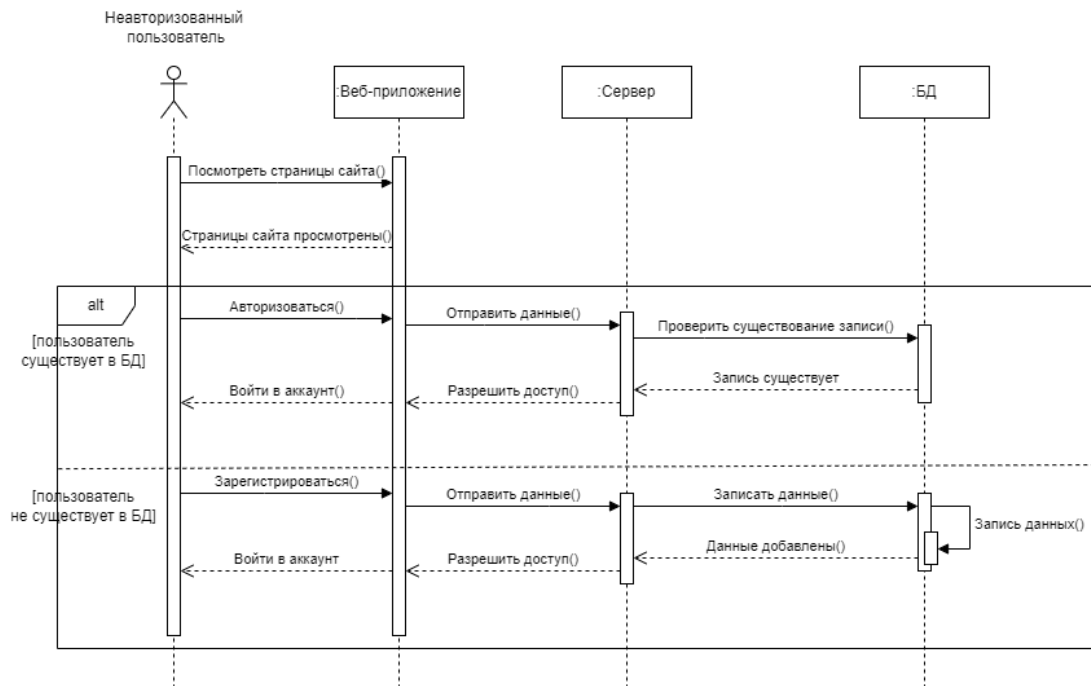 Неавторизованный
пользователь
:Веб-приложение
:Сервер
:БД
Посмотреть страницы сайта()
Страницы сайта просмотрены()
alt
[пользователь
существует в БД]
Авторизоваться()
Отправить данные()
Проверить существование записи()
Запись существует
Разрешить доступ()
Войти в аккаунт()
[пользователь
не существует в БД]
Зарегистрироваться()
Отправить данные()
Записать данные()
Запись данных()
Данные добавлены()
Разрешить доступ()
Войти в аккаунт